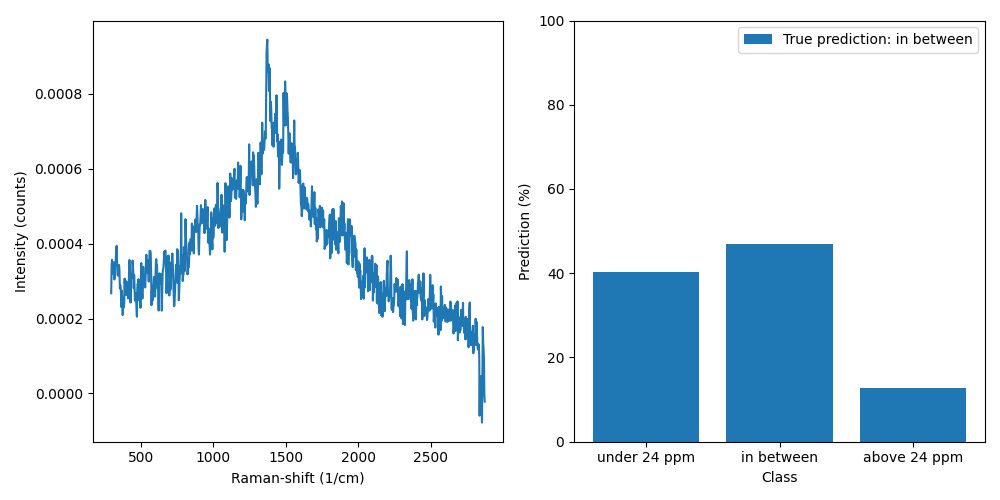 0.0008
0.0006
0.0004
0.0002
0.0000
Intensity (counts)
500 1000 1500 2000 2500
Raman-shift (1/cm)
100
80
60
40
20
0
Prediction (%)
True prediction: in between
under 24 ppm in between above 24 ppm
Class